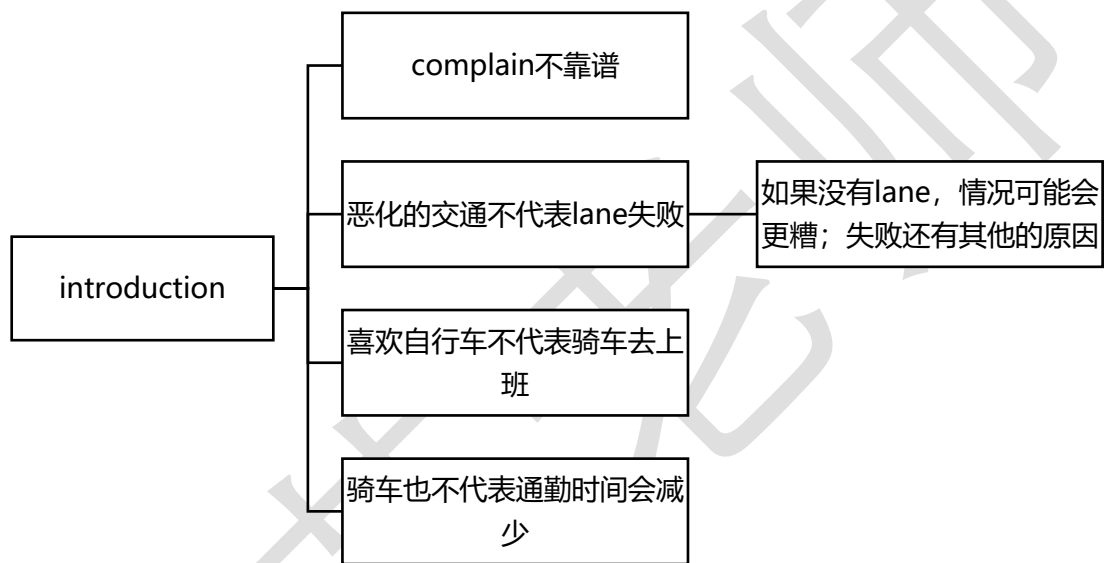 complain不靠谱
恶化的交通不代表lane失败
如果没有lane，情况可能会
更糟；失败还有其他的原因
introduction
喜欢自行车不代表骑车去上
班
骑车也不代表通勤时间会减
少